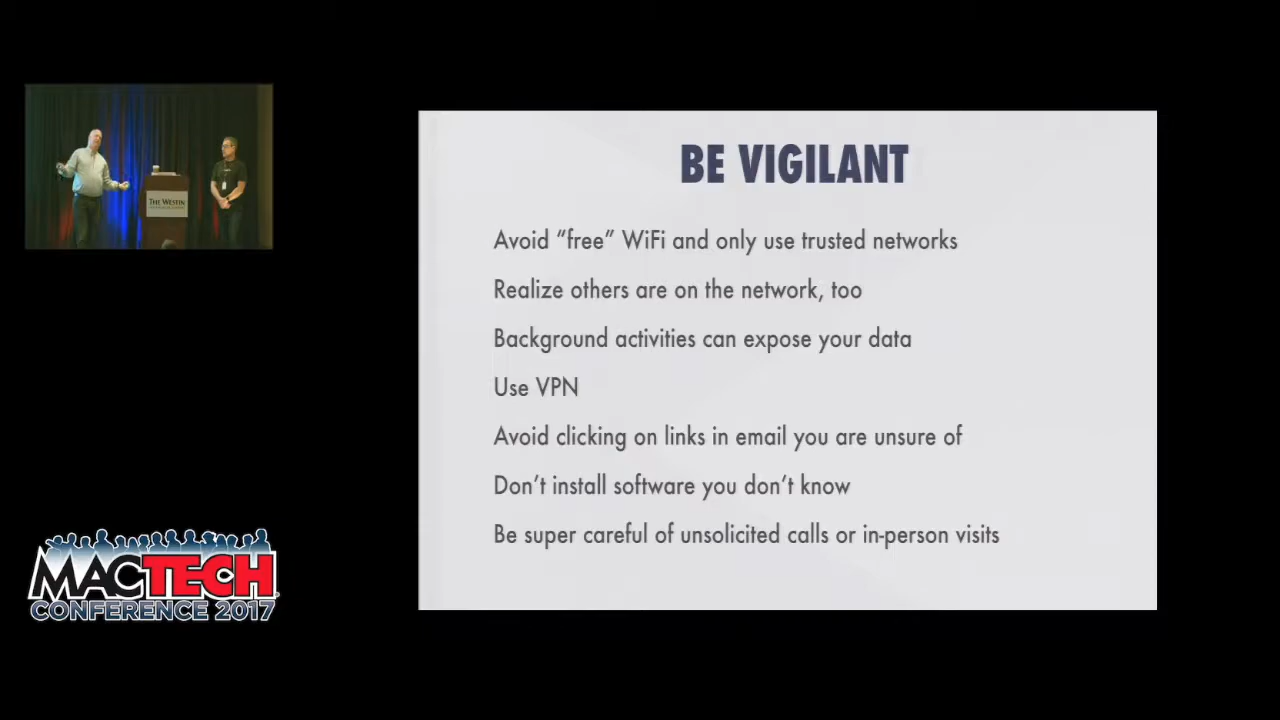 BE VIGILANT
Avoid “free” WiFi and only use trusted networks
Realize others are on the network, too
Background activities can expose your data
Use VPN
Avoid clicking on links in email you are unsure of
Don’t install software you don’t know
Be super careful of unsolicited calls or in-person visits
THE WESTIN
MACTECH
CONFERENCE 2017